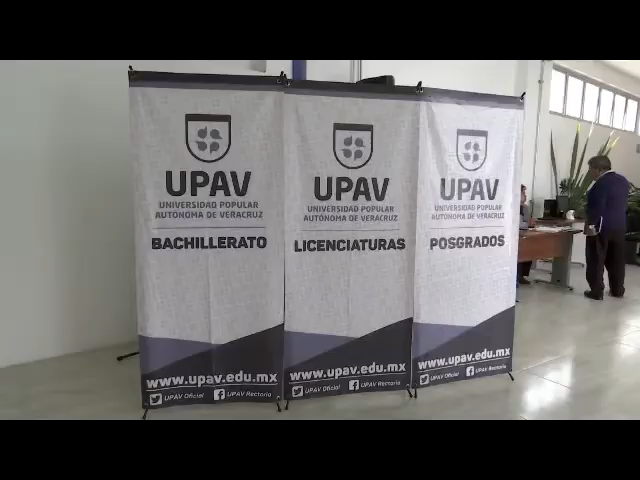 UPAV
UNIVERSIDAD POPULAR
AUTÓNOMA DE VERACRUZ
BACHILLERATO
www.upav.edu.mx
UPAV Oficial UPAV Rectoría
UPAV
UNIVERSIDAD POPULAR
AUTÓNOMA DE VERACRUZ
LICENCIATURAS
www.upav.edu.mx
UPAV Oficial UPAV Rectoría
UPAV
UNIVERSIDAD POPULAR
AUTÓNOMA DE VERACRUZ
POSGRADOS
www.upav.edu.mx
UPAV Oficial UPAV Rectoría